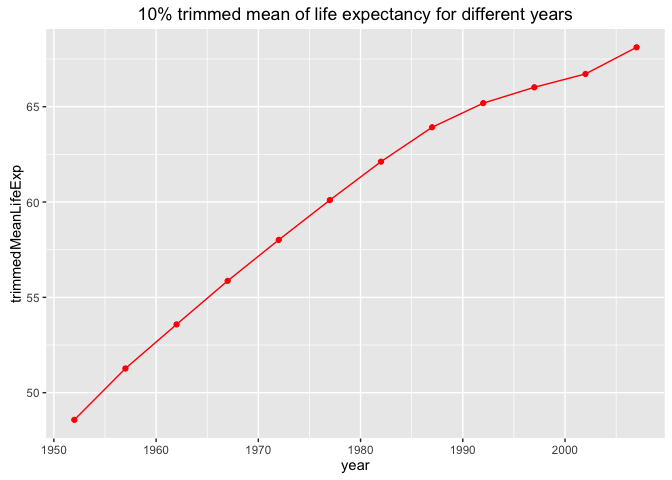 10% trimmed mean of life expectancy for different years
65
60
55
50
trimmedMeanLifeExp
1950 1960 1970 1980 1990 2000
year